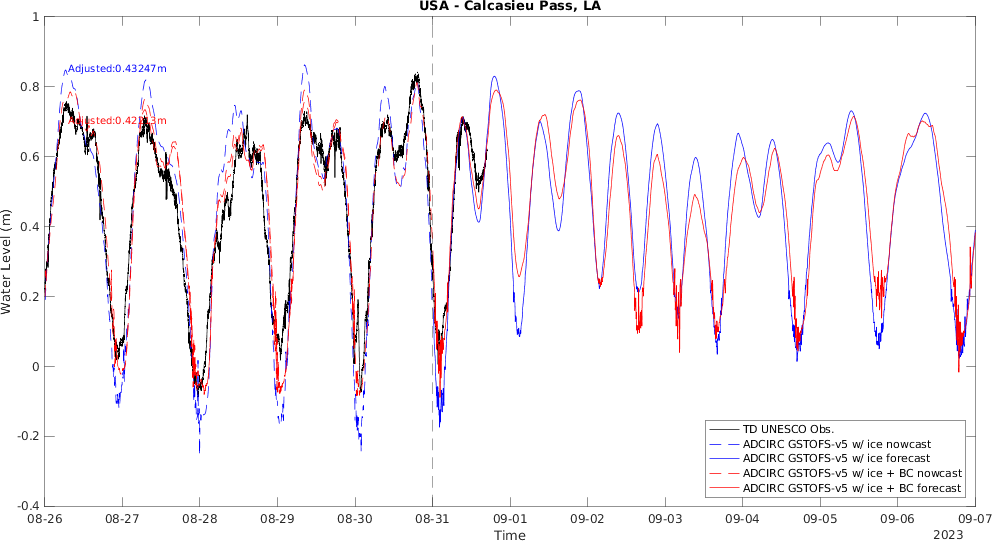 USA - Calcasieu Pass, LA
1
0.8
0.6
0.4
0.2
0
-0.2
-0.4
Water Level (m)
Adjusted:0.43247m
TD UNESCO Obs.
ADCIRC GSTOFS-v5 w/ ice nowcast
ADCIRC GSTOFS-v5 w/ ice forecast
ADCIRC GSTOFS-v5 w/ ice + BC nowcast
ADCIRC GSTOFS-v5 w/ ice + BC forecast
08-26 08-27 08-28 08-29 08-30 08-31 09-01 09-02 09-03 09-04 09-05 09-06 09-07
Time
2023